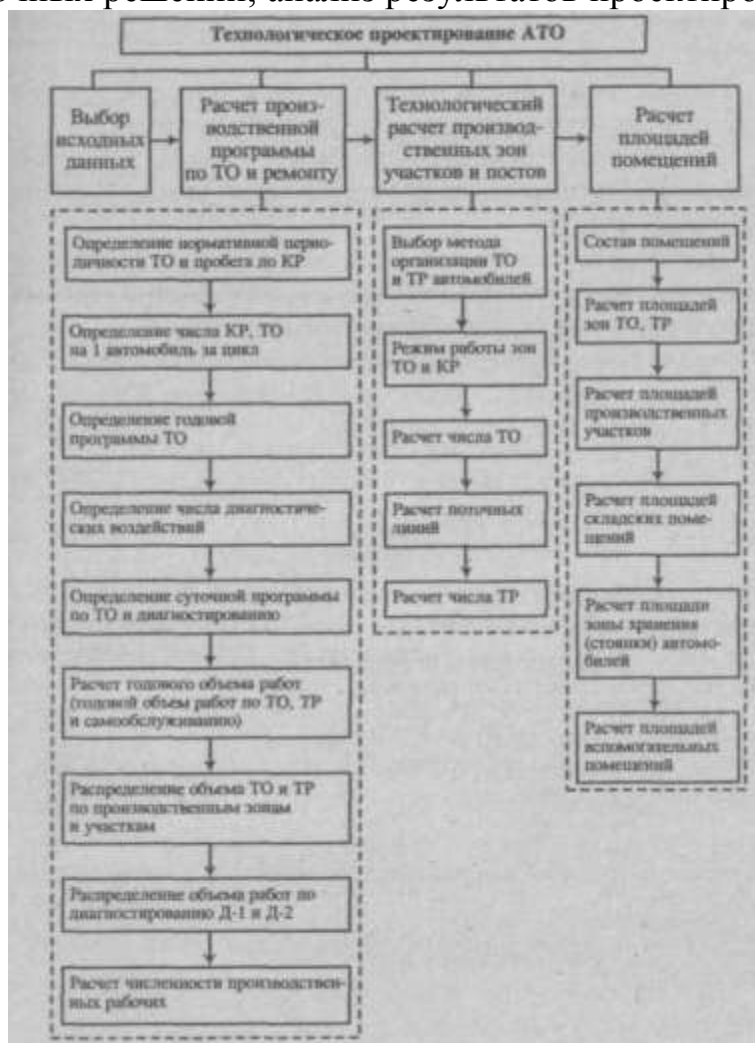 чных решений, анализ результатов проектиро
Технологическое проектирование АТО
Выбор
исходных
данных
Расчет произ-
водственной
программы
по ТО и ремонту
Технологический
расчет производ-
ственных зон
участков и постов
Расчет
площадей
помещений
Определение нормативной перио-
дичности ТО и пробега до КР
Определение числа КР, ТО
на 1 автомобиль за цикл
Определение годовой
программы ТО
Определение числа диагностиче-
ских воздействий
Определение суточной программы
по ТО и диагностированию
Расчет годового объема работ
(годовой объем работ по ТО, ТР
и самообслуживанию)
Распределение объема ТО и ТР
по производственным зонам
и участкам
Распределение объема работ по
диагностированию Д-1 и Д-2
Расчет численности производствен-
ных рабочих
Выбор метода
организации ТО
и ТР автомобилей
Режим работы зон
ТО и КР
Расчет числа ТО
Расчет поточных
линий
Расчет числа ТР
Состав помещений
Расчет площадей
зон ТО, ТР
Расчет площадей
производственных
участков
Расчет площадей
складских поме-
щений
Расчет площади
зоны хранения
(стоянки) автомо-
билей
Расчет площадей
вспомогательных
помещений